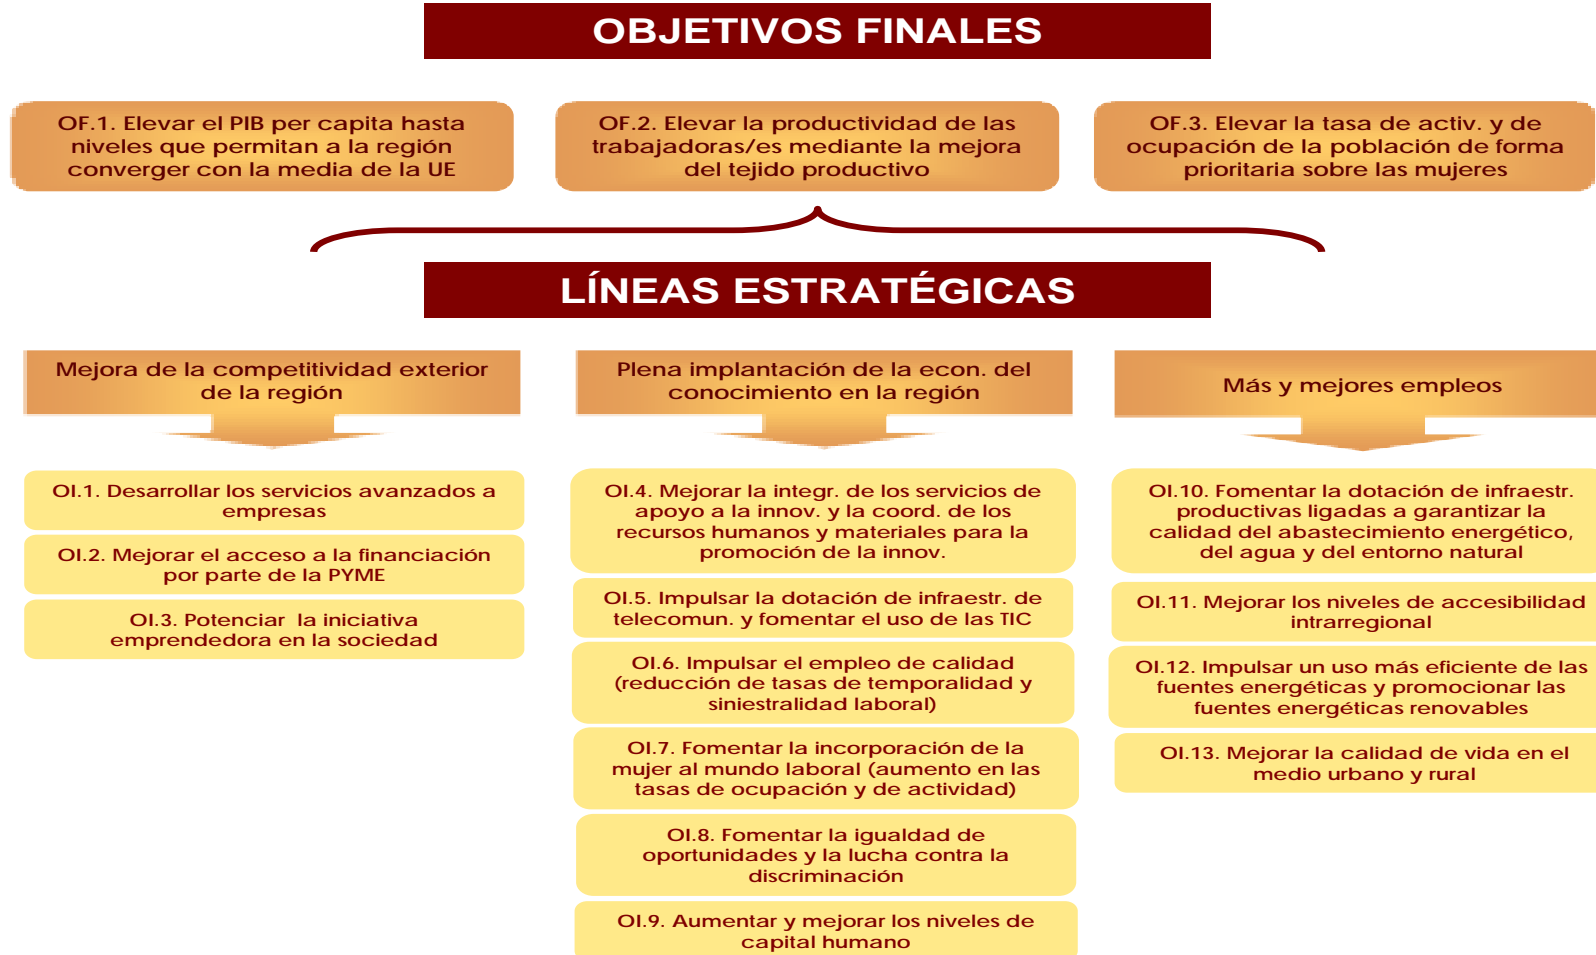 OBJETIVOS FINALES
OF.1. Elevar el PIB per capita hasta
niveles que permitan a la región
converger con la media de la UE
OF.2. Elevar la productividad de las
trabajadoras/es mediante la mejora
del tejido productivo
OF.3. Elevar la tasa de activ. y de
ocupación de la población de forma
prioritaria sobre las mujeres
LÍNEAS ESTRATÉGICAS
Mejora de la competitividad exterior
de la región
OI.1. Desarrollar los servicios avanzados a
empresas
OI.2. Mejorar el acceso a la financiación
por parte de la PYME
OI.3. Potenciar la iniciativa
emprendedora en la sociedad
Plena implantación de la econ. del
conocimiento en la región
OI.4. Mejorar la integr. de los servicios de
apoyo a la innov. y la coord. de los
recursos humanos y materiales para la
promoción de la innov.
OI.5. Impulsar la dotación de infraestr. de
telecomun. y fomentar el uso de las TIC
OI.6. Impulsar el empleo de calidad
(reducción de tasas de temporalidad y
siniestralidad laboral)
OI.7. Fomentar la incorporación de la
mujer al mundo laboral (aumento en las
tasas de ocupación y de actividad)
OI.8. Fomentar la igualdad de
oportunidades y la lucha contra la
discriminación
OI.9. Aumentar y mejorar los niveles de
capital humano
Más y mejores empleos
OI.10. Fomentar la dotación de infraestr.
productivas ligadas a garantizar la
calidad del abastecimiento energético,
del agua y del entorno natural
OI.11. Mejorar los niveles de accesibilidad
intrarregional
OI.12. Impulsar un uso más eficiente de las
fuentes energéticas y promocionar las
fuentes energéticas renovables
OI.13. Mejorar la calidad de vida en el
medio urbano y rural